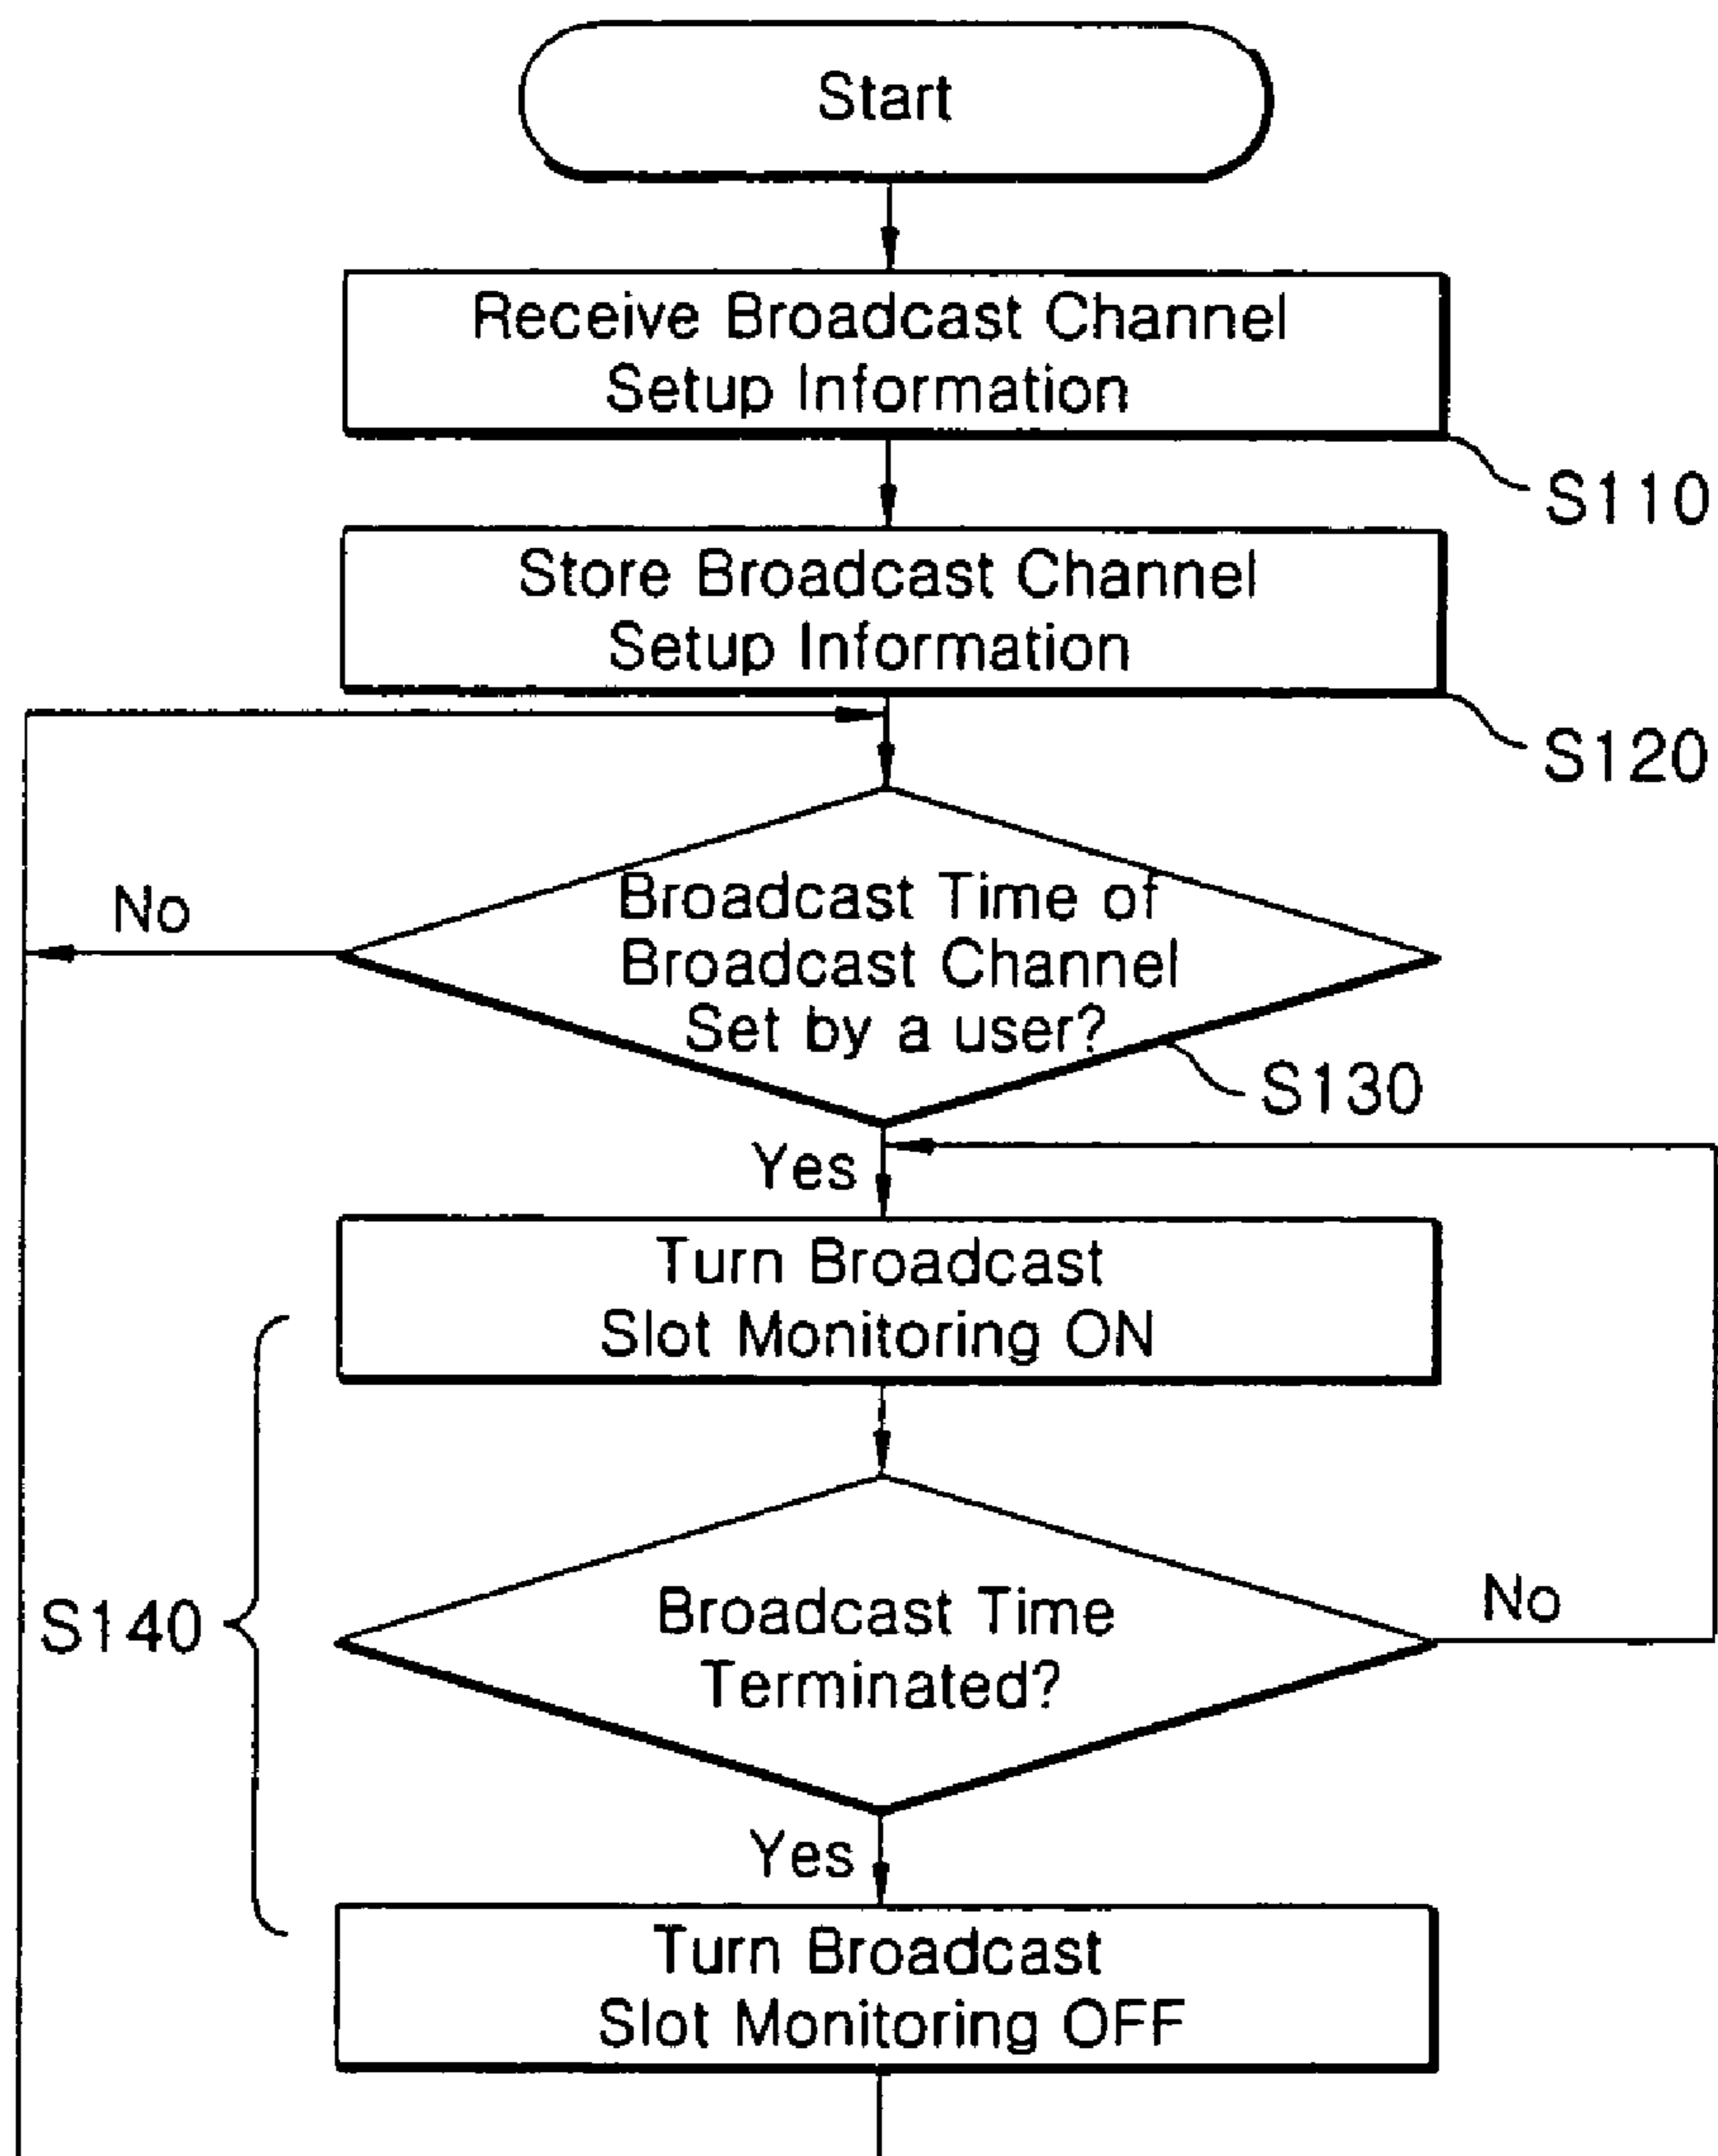 Start
Receive Broadcast Channel
Setup Information
S110
Store Broadcast Channel
Setup Information
S120
Broadcast Time of
Broadcast Channel
Set by a user?
No
S130
Yes
Turn Broadcast
Slot Monitoring ON
S140
Broadcast Time
Terminated?
No
Yes
Turn Broadcast
Slot Monitoring OFF